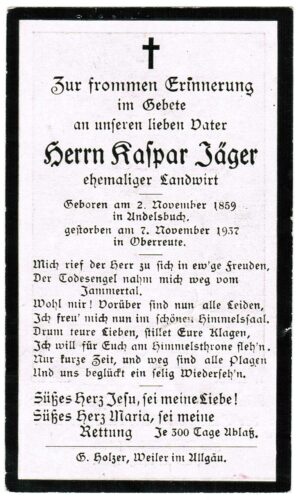 Zur frommen Erinnerung
im Gebete
an unseren lieben Vater
Herrn Kaspar Jäger
ehemaliger Landwirt
Geboren am 2. November 1859
in Andelsbuch,
gestorben am 7. November 1937
in Oberreute.
Mich rief der Herr zu sich in ew'ge Freuden,
Der Todesengel nahm mich weg vom
Jammertal.
Wohl mir! Vorüber sind nun alle Leiden,
Ich freu' mich nun im schönen Himmelssaal.
Drum teure Lieben, stillet Eure Klagen,
Ich will für Euch am Himmelsthrone fleh'n.
Nur kurze Zeit, und weg sind alle Plagen
Und uns beglückt ein selig Wiederseh'n.
Süßes Herz Jesu, sei meine Liebe!
Süßes Herz Maria, sei meine
Rettung Je 300 Tage Ablaß.
G. Holzer, Weiler im Allgäu.